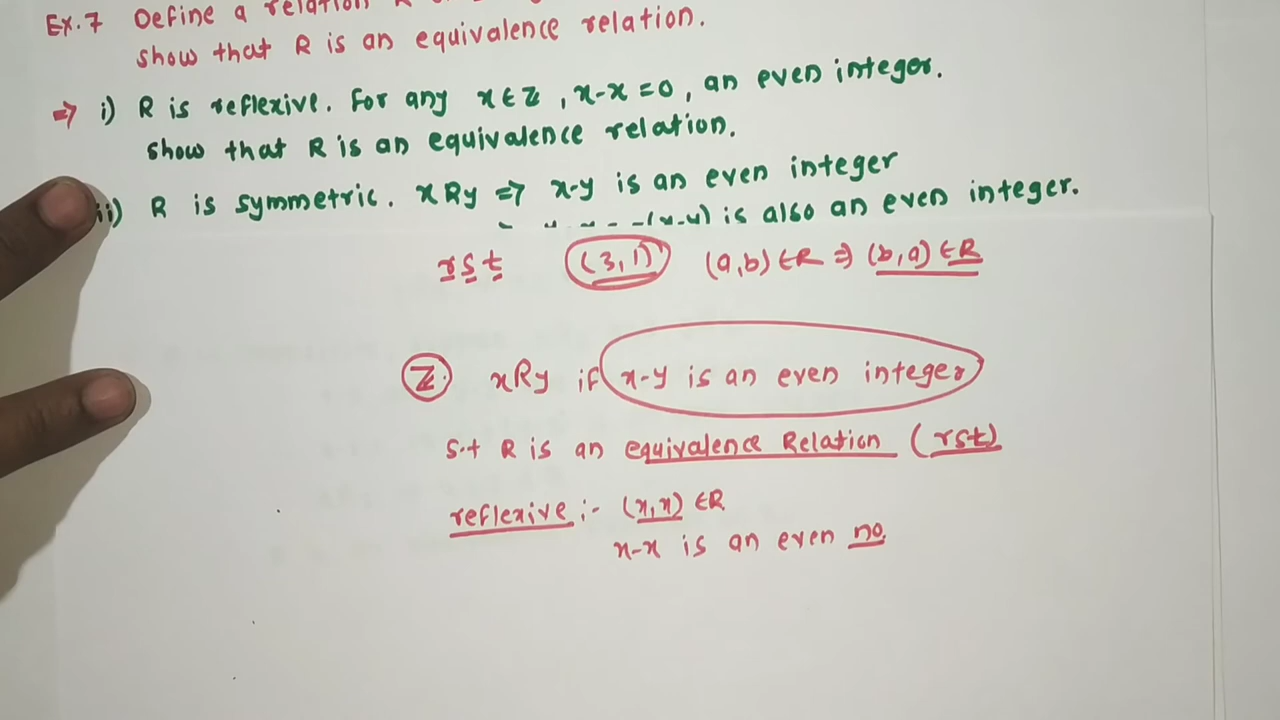 Ex.7 Define a relation R
show that R is an equivalence relation.
⇒ i) R is reflexive. For any x∈Z, x-x=0, an even integer.
show that R is an equivalence relation.
ii) R is symmetric. xRy ⇒ x-y is an even integer
-(x-y) is also an even integer.
r s t (3,1) (a,b)∈R ⇒ (b,a)∈R
Z xRy if x-y is an even integer
S.t R is an equivalence Relation (rst)
reflexive :- (x,x) ∈R
x-x is an even no.